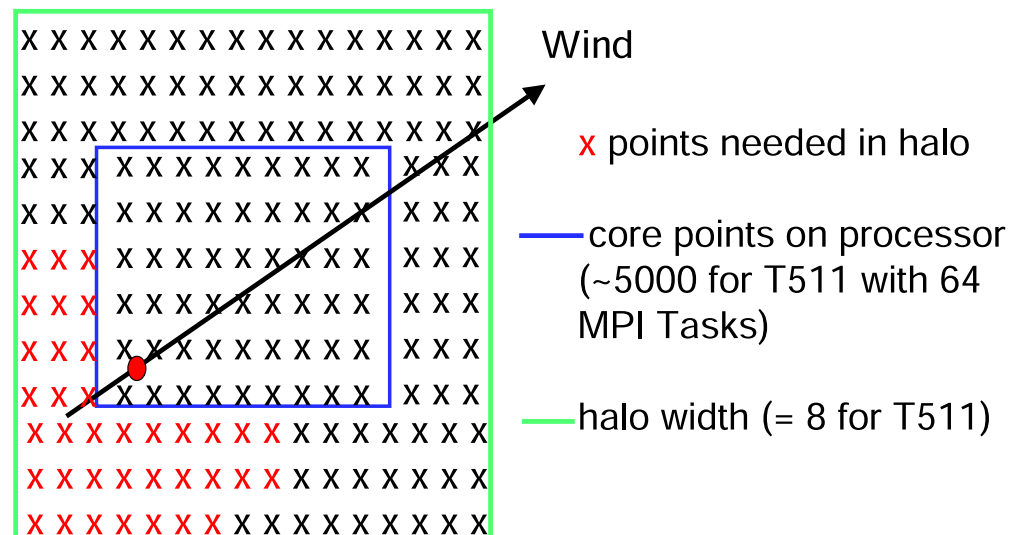 X X X X X X X X X X X X X X X X
Wind
X X X X X X X X X X X X X X X X
X X X X X X X X X X X X X X X X
x points needed in halo
X X X X X X X X X X X X X X X
X X X X X X X X X X X X X X X
core points on processor
X X X X X X X X X X X X X X X
(~5000 for T511 with 64
X X X X X X X X X X X X X X X
MPI Tasks)
X X X X X X X X X X X X X X X
X X X X X X X X X X X X X X X
halo width (= 8 for T511)
X X X X X X X X X X X X X X X X
X X X X X X X X X X X X X X X X
X X X X X X X X X X X X X X X X